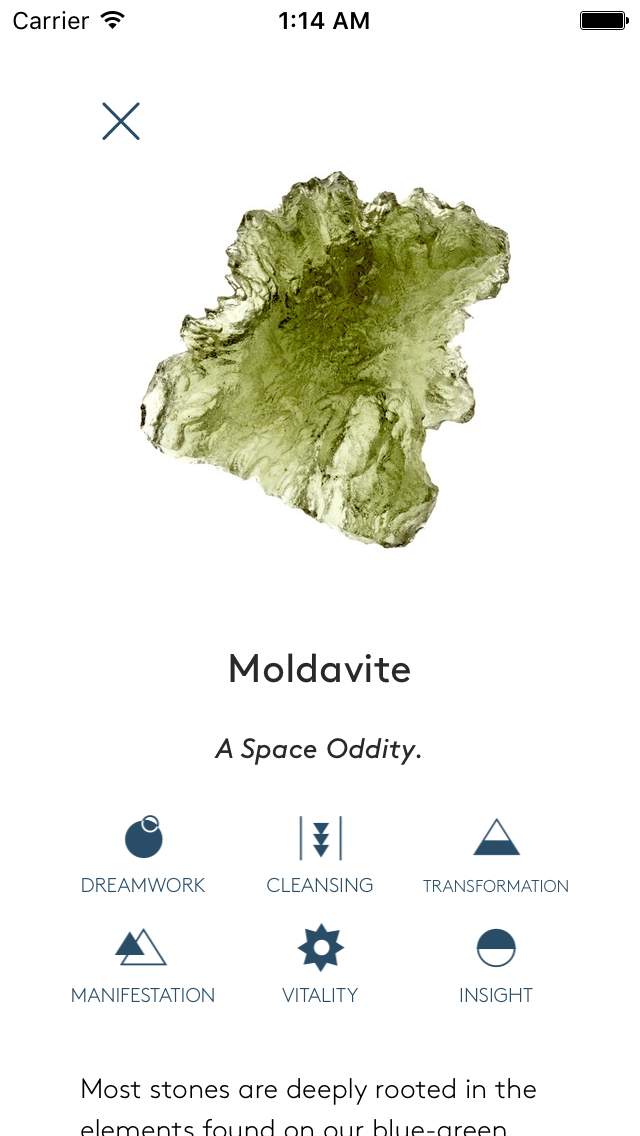 Carrier 1:14 AM
Moldavite
A Space Oddity.
DREAMWORK CLEANSING TRANSFORMATION
MANIFESTATION VITALITY INSIGHT
Most stones are deeply rooted in the
elements found on our blue-green